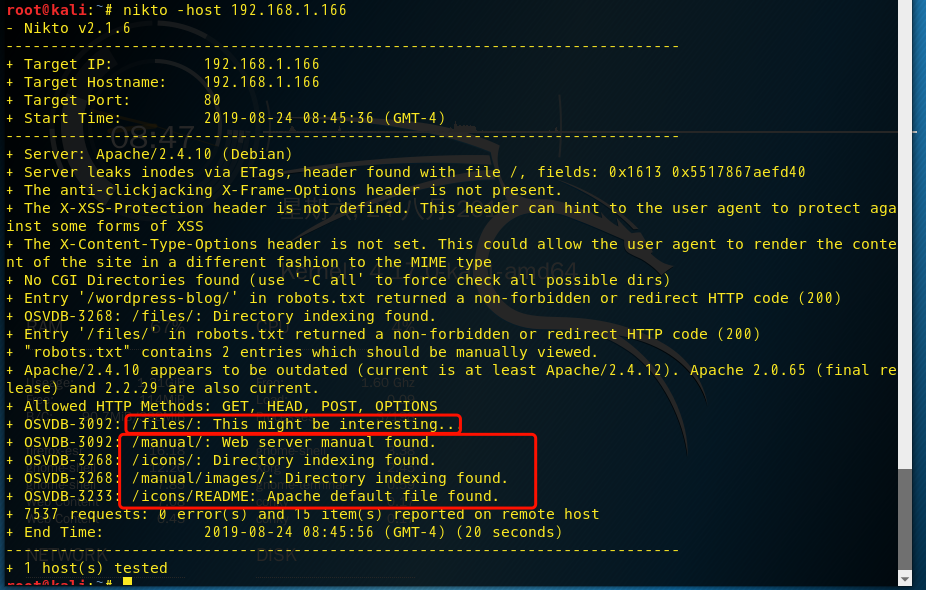 root@kali:~# nikto -host 192.168.1.166
- Nikto v2.1.6
---------------------------------------------------------------------------
+ Target IP:          192.168.1.166
+ Target Hostname:    192.168.1.166
+ Target Port:        80
+ Start Time:         2019-08-24 08:45:36 (GMT-4)
---------------------------------------------------------------------------
08:47
+ Server: Apache/2.4.10 (Debian)
+ Server leaks inodes via ETags, header found with file /, fields: 0x1613 0x5517867aefd40
+ The anti-clickjacking X-Frame-Options header is not present.
+ The X-XSS-Protection header is not defined. This header can hint to the user agent to protect aga
inst some forms of XSS
+ The X-Content-Type-Options header is not set. This could allow the user agent to render the conte
nt of the site in a different fashion to the MIME type
+ No CGI Directories found (use '-C all' to force check all possible dirs)
+ Entry '/wordpress-blog/' in robots.txt returned a non-forbidden or redirect HTTP code (200)
+ OSVDB-3268: /files/: Directory indexing found.
+ Entry '/files/' in robots.txt returned a non-forbidden or redirect HTTP code (200)
+ "robots.txt" contains 2 entries which should be manually viewed.
+ Apache/2.4.10 appears to be outdated (current is at least Apache/2.4.12). Apache 2.0.65 (final re
lease) and 2.2.29 are also current.
1.60 Ghz
+ Allowed HTTP Methods: GET, HEAD, POST, OPTIONS
+ OSVDB-3092: /files/: This might be interesting...
+ OSVDB-3092: /manual/: Web server manual found.
+ OSVDB-3268: /icons/: Directory indexing found.
+ OSVDB-3268: /manual/images/: Directory indexing found.
+ OSVDB-3233: /icons/README: Apache default file found.
+ 7537 requests: 0 error(s) and 15 item(s) reported on remote host
+ End Time:           2019-08-24 08:45:56 (GMT-4) (20 seconds)
---------------------------------------------------------------------------
NETWORK DISK
+ 1 host(s) tested
root@kali:~#